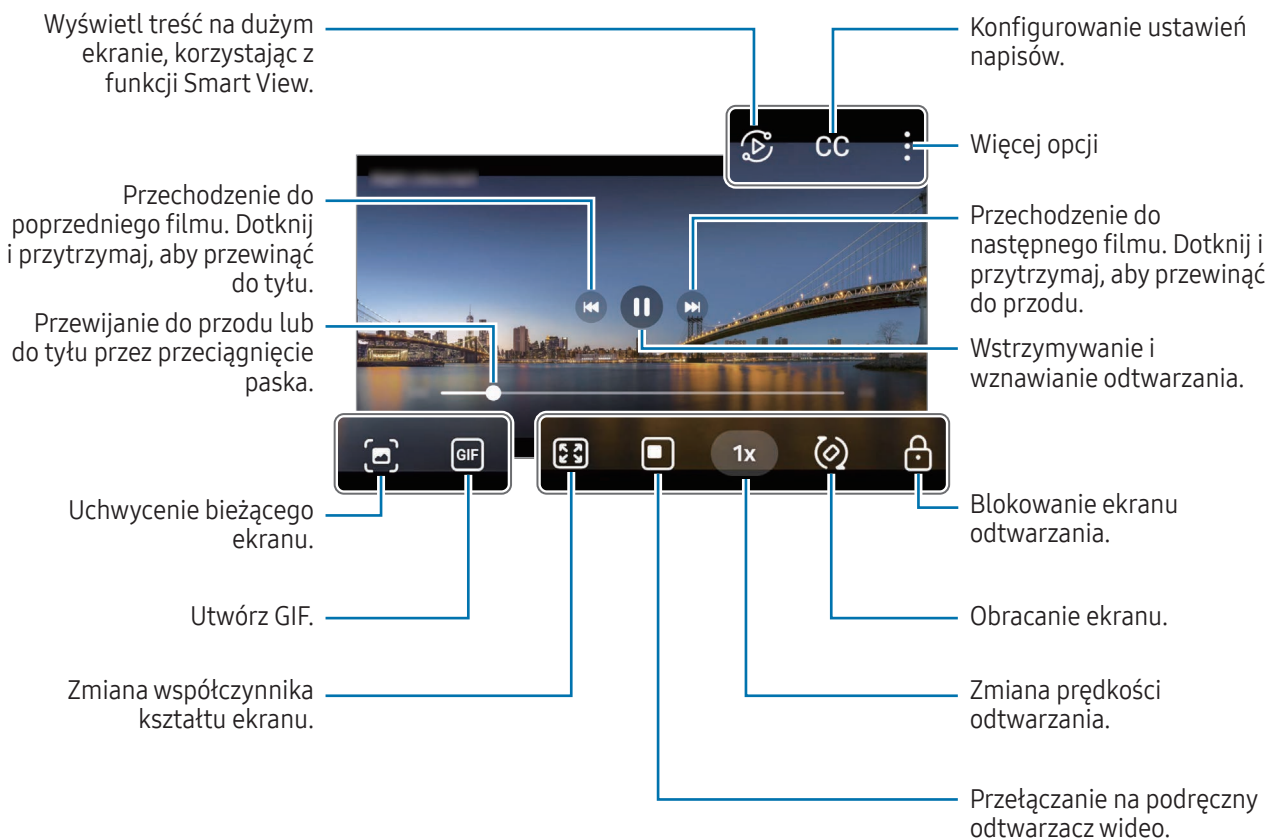 Wyświetl treść na dużym
ekranie, korzystając z
funkcji Smart View.
Konfigurowanie ustawień
napisów.
CC
Więcej opcji
Przechodzenie do
poprzedniego filmu. Dotknij
i przytrzymaj, aby przewinąć
do tyłu.
Przechodzenie do
następnego filmu. Dotknij i
przytrzymaj, aby przewinąć
do przodu.
Przewijanie do przodu lub
do tyłu przez przeciągnięcie
paska.
Wstrzymywanie i
wznawianie odtwarzania.
GIF
1x
Uchwycenie bieżącego
ekranu.
Blokowanie ekranu
odtwarzania.
Utwórz GIF.
Obracanie ekranu.
Zmiana współczynnika
kształtu ekranu.
Zmiana prędkości
odtwarzania.
Przełączanie na podręczny
odtwarzacz wideo.